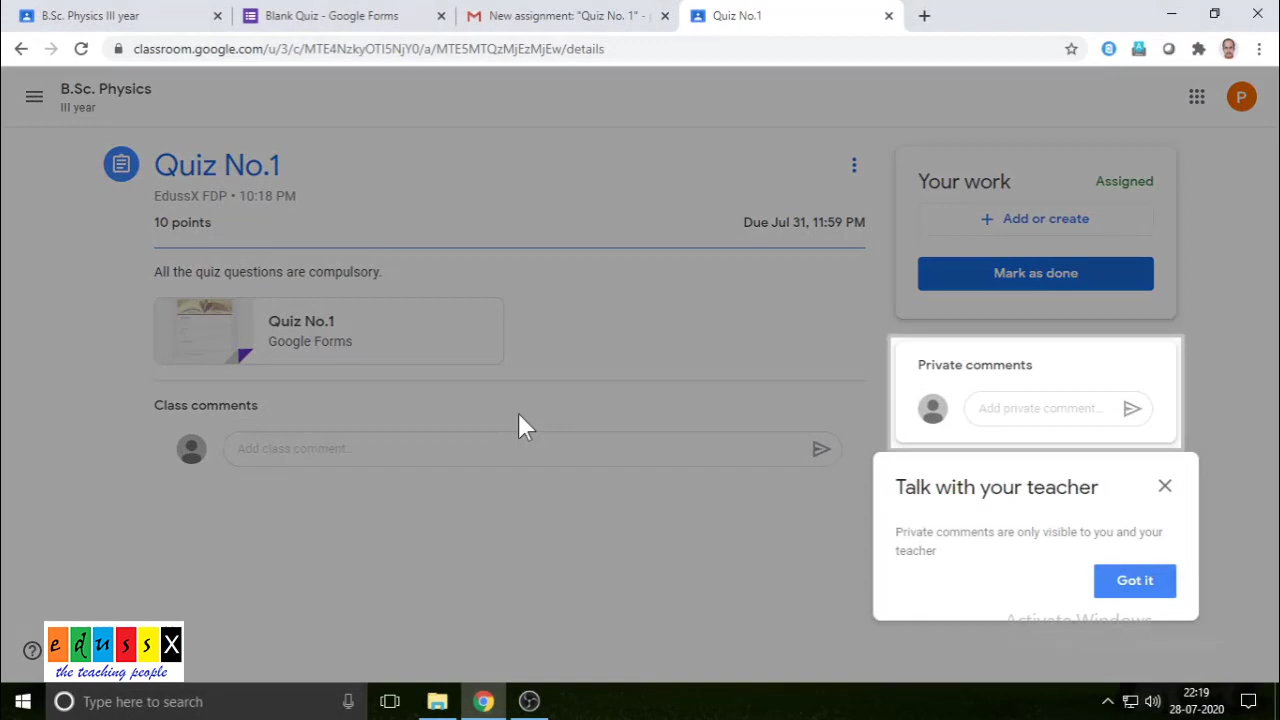 B.Sc. Physics III year
Blank Quiz - Google Forms
New assignment: "Quiz No. 1" -
Quiz No.1
classroom.google.com/u/3/c/MTE4NzkyOTI5NjY0/a/MTE5MTQzMjEzMjEw/details
B.Sc. Physics
III year
P
Quiz No.1
EdussX FDP • 10:18 PM
10 points
Due Jul 31, 11:59 PM
All the quiz questions are compulsory.
Quiz No.1
Google Forms
Class comments
Add class comment...
Your work
Assigned
+ Add or create
Mark as done
Private comments
Add private comment...
Talk with your teacher
Private comments are only visible to you and your
teacher
Got it
Activate Windows
edussX
the teaching people
Type here to search
22:19
28-07-2020